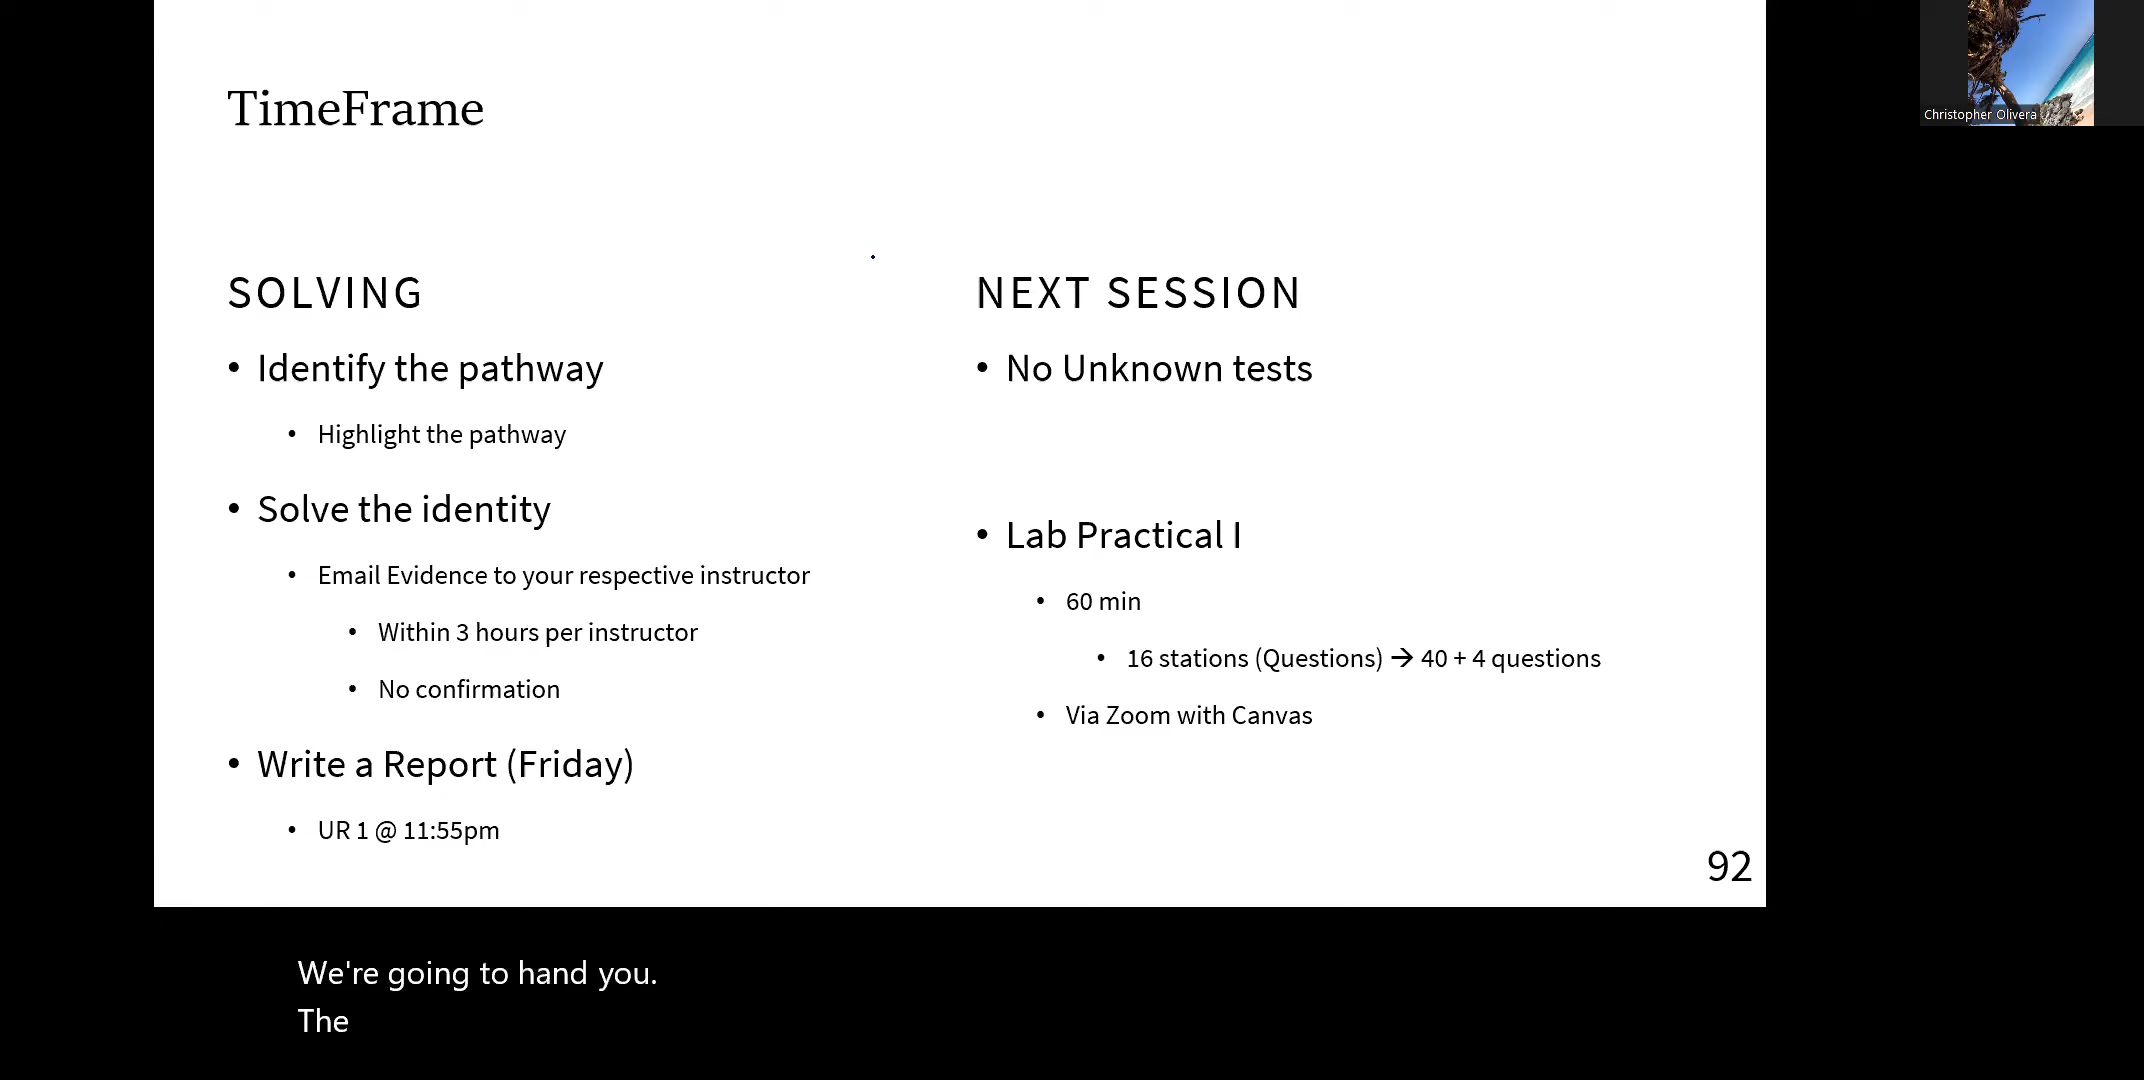 TimeFrame
SOLVING
• Identify the pathway
• Highlight the pathway
• Solve the identity
• Email Evidence to your respective instructor
• Within 3 hours per instructor
• No confirmation
• Write a Report (Friday)
• UR 1 @ 11:55pm
NEXT SESSION
• No Unknown tests
• Lab Practical I
• 60 min
• 16 stations (Questions) → 40 + 4 questions
• Via Zoom with Canvas
92
Christopher Olivera
We're going to hand you.
The